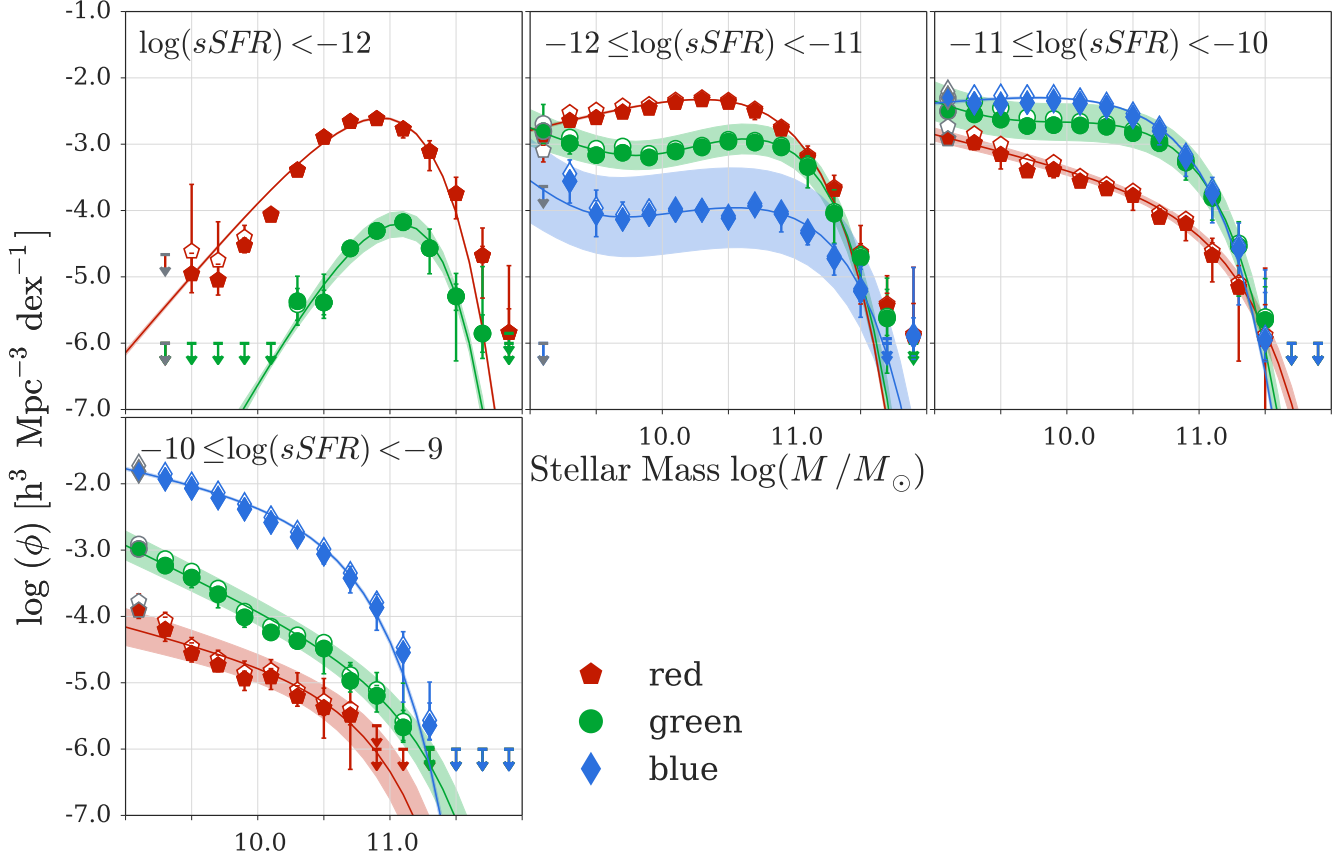 log(sSFR) <−12
−12 ≤log(sSFR) <−11
−11 ≤log(sSFR) <−10
-1.0
-2.0
-3.0
-4.0
-5.0
-6.0
-7.0
10.0 11.0
10.0 11.0
Stellar Mass log(M/M⊙)
log (ϕ) [h³ Mpc⁻³ dex⁻¹]
−10 ≤log(sSFR) <−9
-2.0
-3.0
-4.0
-5.0
-6.0
-7.0
10.0 11.0
red
green
blue